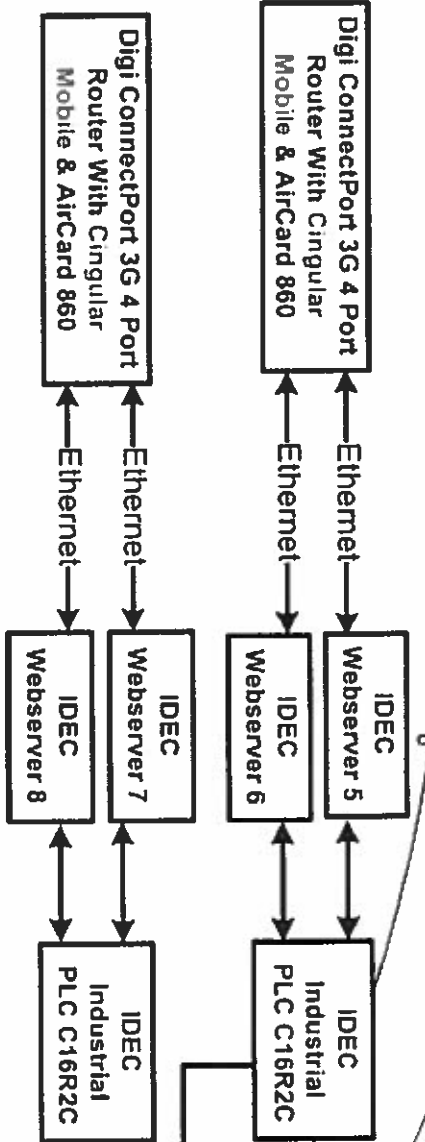 Digi ConnectPort 3G 4 Port
Router With Cingular
Mobile & AirCard 860
Ethernet
Ethernet
IDEC
Webserver 5
IDEC
Webserver 6
IDEC
Industrial
PLC C16R2C
Digi ConnectPort 3G 4 Port
Router With Cingular
Mobile & AirCard 860
Ethernet
Ethernet
IDEC
Webserver 7
IDEC
Webserver 8
IDEC
Industrial
PLC C16R2C